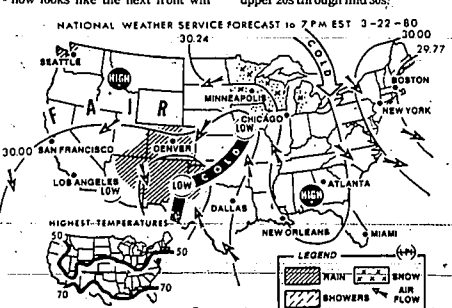 how looks like the next front will
upper 20s through mid 30s.
NATIONAL WEATHER SERVICE FORECAST to 7 PM EST 3-22-80
30.24
COLD
30.00
29.77
SEATTLE
HIGH
BOSTON
MINNEAPOLIS
NEW YORK
FAIR
CHICAGO
LOW
30.00
SAN FRANCISCO
DENVER
COLD
LOS ANGELES
LOW
LOW
HIGH
ATLANTA
DALLAS
HIGHEST TEMPERATURES
NEW ORLEANS
MIAMI
50
50
70
70
LEGEND
RAIN
SNOW
SHOWERS
AIR FLOW